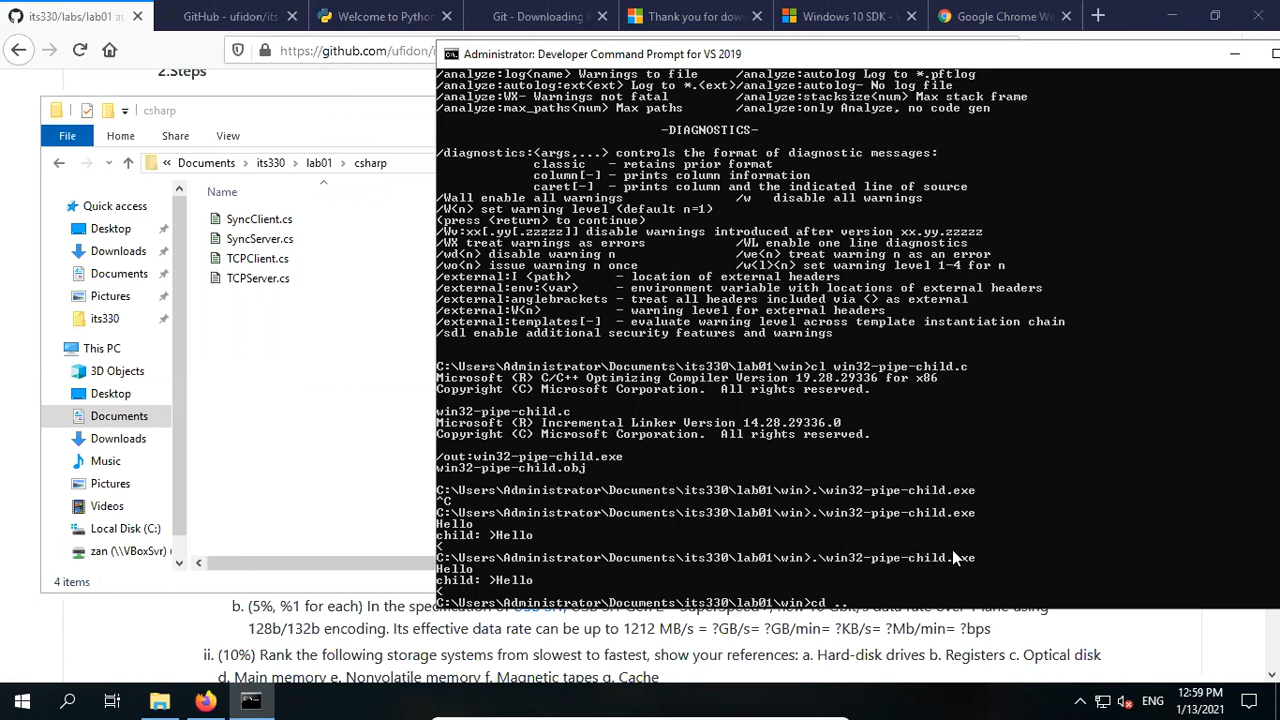 its330/labs/lab01 at
GitHub - ufidon/its
Welcome to Python
Git - Downloading
Thank you for dow
Windows 10 SDK -
Google Chrome We
https://github.com/ufidon/its
2.Steps
csharp
File
Home
Share
View
« Documents > its330 > lab01 > csharp
Name
Quick access
Desktop
Downloads
Documents
Pictures
its330
This PC
3D Objects
Desktop
Documents
Downloads
Music
Pictures
Videos
Local Disk (C:)
zan (\\VBoxSvr)
SyncClient.cs
SyncServer.cs
TCPClient.cs
TCPServer.cs
4 items
Administrator: Developer Command Prompt for VS 2019
/analyze:log<name> Warnings to file /analyze:autolog Log to *.pftlog
/analyze:autolog:ext<ext> Log to *.<ext>/analyze:autolog- No log file
/analyze:WX- Warnings not fatal /analyze:stacksize<num> Max stack frame
/analyze:max_paths<num> Max paths /analyze:only Analyze, no code gen
-DIAGNOSTICS-
/diagnostics:<args,...> controls the format of diagnostic messages:
classic - retains prior format
column[-] - prints column information
caret[-] - prints column and the indicated line of source
/Wall enable all warnings /w disable all warnings
/W<n> set warning level (default n=1)
(press <return> to continue)
/Wv:xx[.yy[.zzzzz]] disable warnings introduced after version xx.yy.zzzzz
/WX treat warnings as errors /WL enable one line diagnostics
/wd<n> disable warning n /we<n> treat warning n as an error
/wo<n> issue warning n once /w<l><n> set warning level 1-4 for n
/external:I <path> - location of external headers
/external:env:<var> - environment variable with locations of external headers
/external:anglebrackets - treat all headers included via <> as external
/external:W<n> - warning level for external headers
/external:templates[-] - evaluate warning level across template instantiation chain
/sdl enable additional security features and warnings
C:\Users\Administrator\Documents\its330\lab01\win>cl win32-pipe-child.c
Microsoft (R) C/C++ Optimizing Compiler Version 19.28.29336 for x86
Copyright (C) Microsoft Corporation. All rights reserved.
win32-pipe-child.c
Microsoft (R) Incremental Linker Version 14.28.29336.0
Copyright (C) Microsoft Corporation. All rights reserved.
/out:win32-pipe-child.exe
win32-pipe-child.obj
C:\Users\Administrator\Documents\its330\lab01\win>.\win32-pipe-child.exe
^C
C:\Users\Administrator\Documents\its330\lab01\win>.\win32-pipe-child.exe
Hello
child: >Hello
<
C:\Users\Administrator\Documents\its330\lab01\win>.\win32-pipe-child.exe
Hello
child: >Hello
<
C:\Users\Administrator\Documents\its330\lab01\win>cd ..
128b/132b encoding. Its effective data rate can be up to 1212 MB/s = ?GB/s= ?GB/min= ?KB/s= ?Mb/min= ?bps
ii. (10%) Rank the following storage systems from slowest to fastest, show your references: a. Hard-disk drives b. Registers c. Optical disk
d. Main memory e. Nonvolatile memory f. Magnetic tapes g. Cache
ENG
12:59 PM
1/13/2021